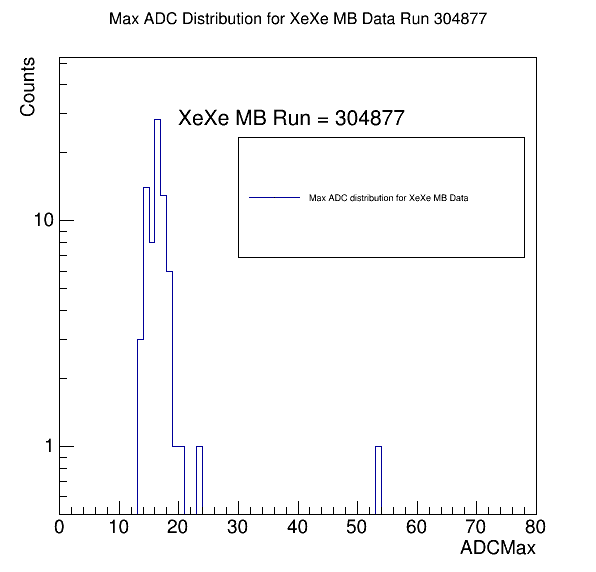 Max ADC Distribution for XeXe MB Data Run 304877
Counts
XeXe MB Run = 304877
Max ADC distribution for XeXe MB Data
10
1
0 10 20 30 40 50 60 70 80
ADCMax